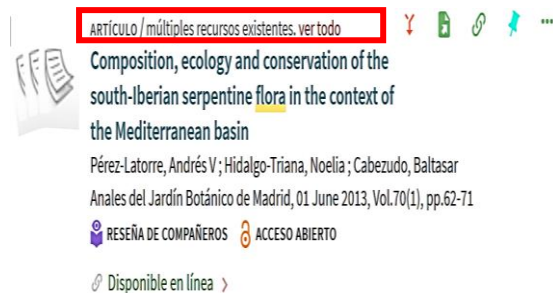 ARTÍCULO / múltiples recursos existentes. ver todo
Composition, ecology and conservation of the
south-Iberian serpentine flora in the context of
the Mediterranean basin
Pérez-Latorre, Andrés V ; Hidalgo-Triana, Noelia ; Cabezudo, Baltasar
Anales del Jardín Botánico de Madrid, 01 June 2013, Vol.70(1), pp.62-71
RESEÑA DE COMPAÑEROS ACCESO ABIERTO
Disponible en línea >